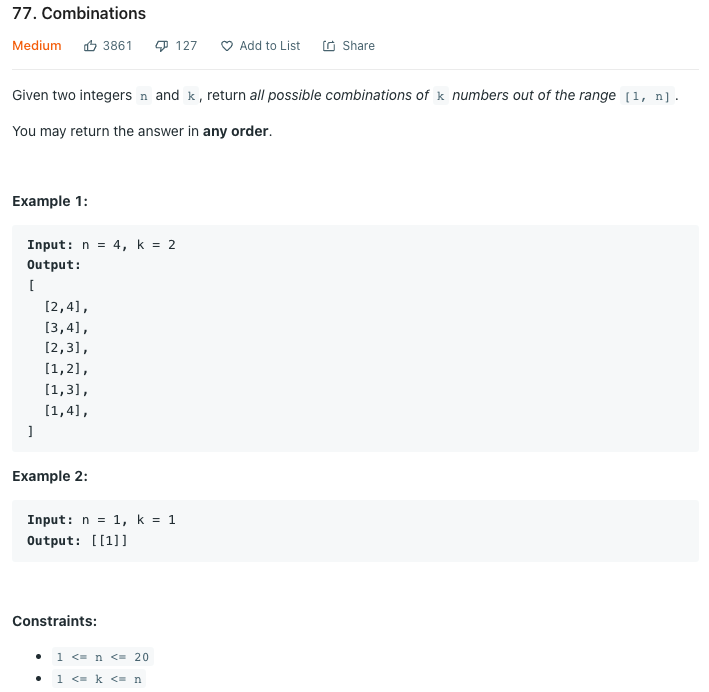 77. Combinations
Medium 3861 127 Add to List Share
Given two integers n and k, return all possible combinations of k numbers out of the range [1, n].
You may return the answer in any order.
Example 1:
Input: n = 4, k = 2
Output:
[
[2,4],
[3,4],
[2,3],
[1,2],
[1,3],
[1,4],
]
Example 2:
Input: n = 1, k = 1
Output: [[1]]
Constraints:
• 1 <= n <= 20
• 1 <= k <= n